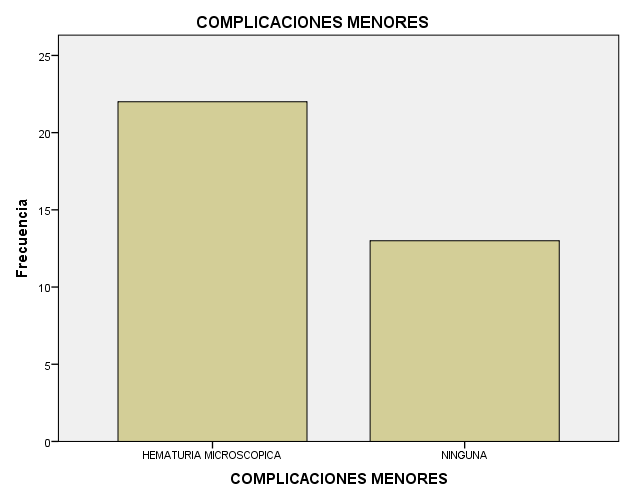 COMPLICACIONES MENORES
Frecuencia
25
20
15
10
5
0
HEMATURIA MICROSCOPICA
NINGUNA
COMPLICACIONES MENORES